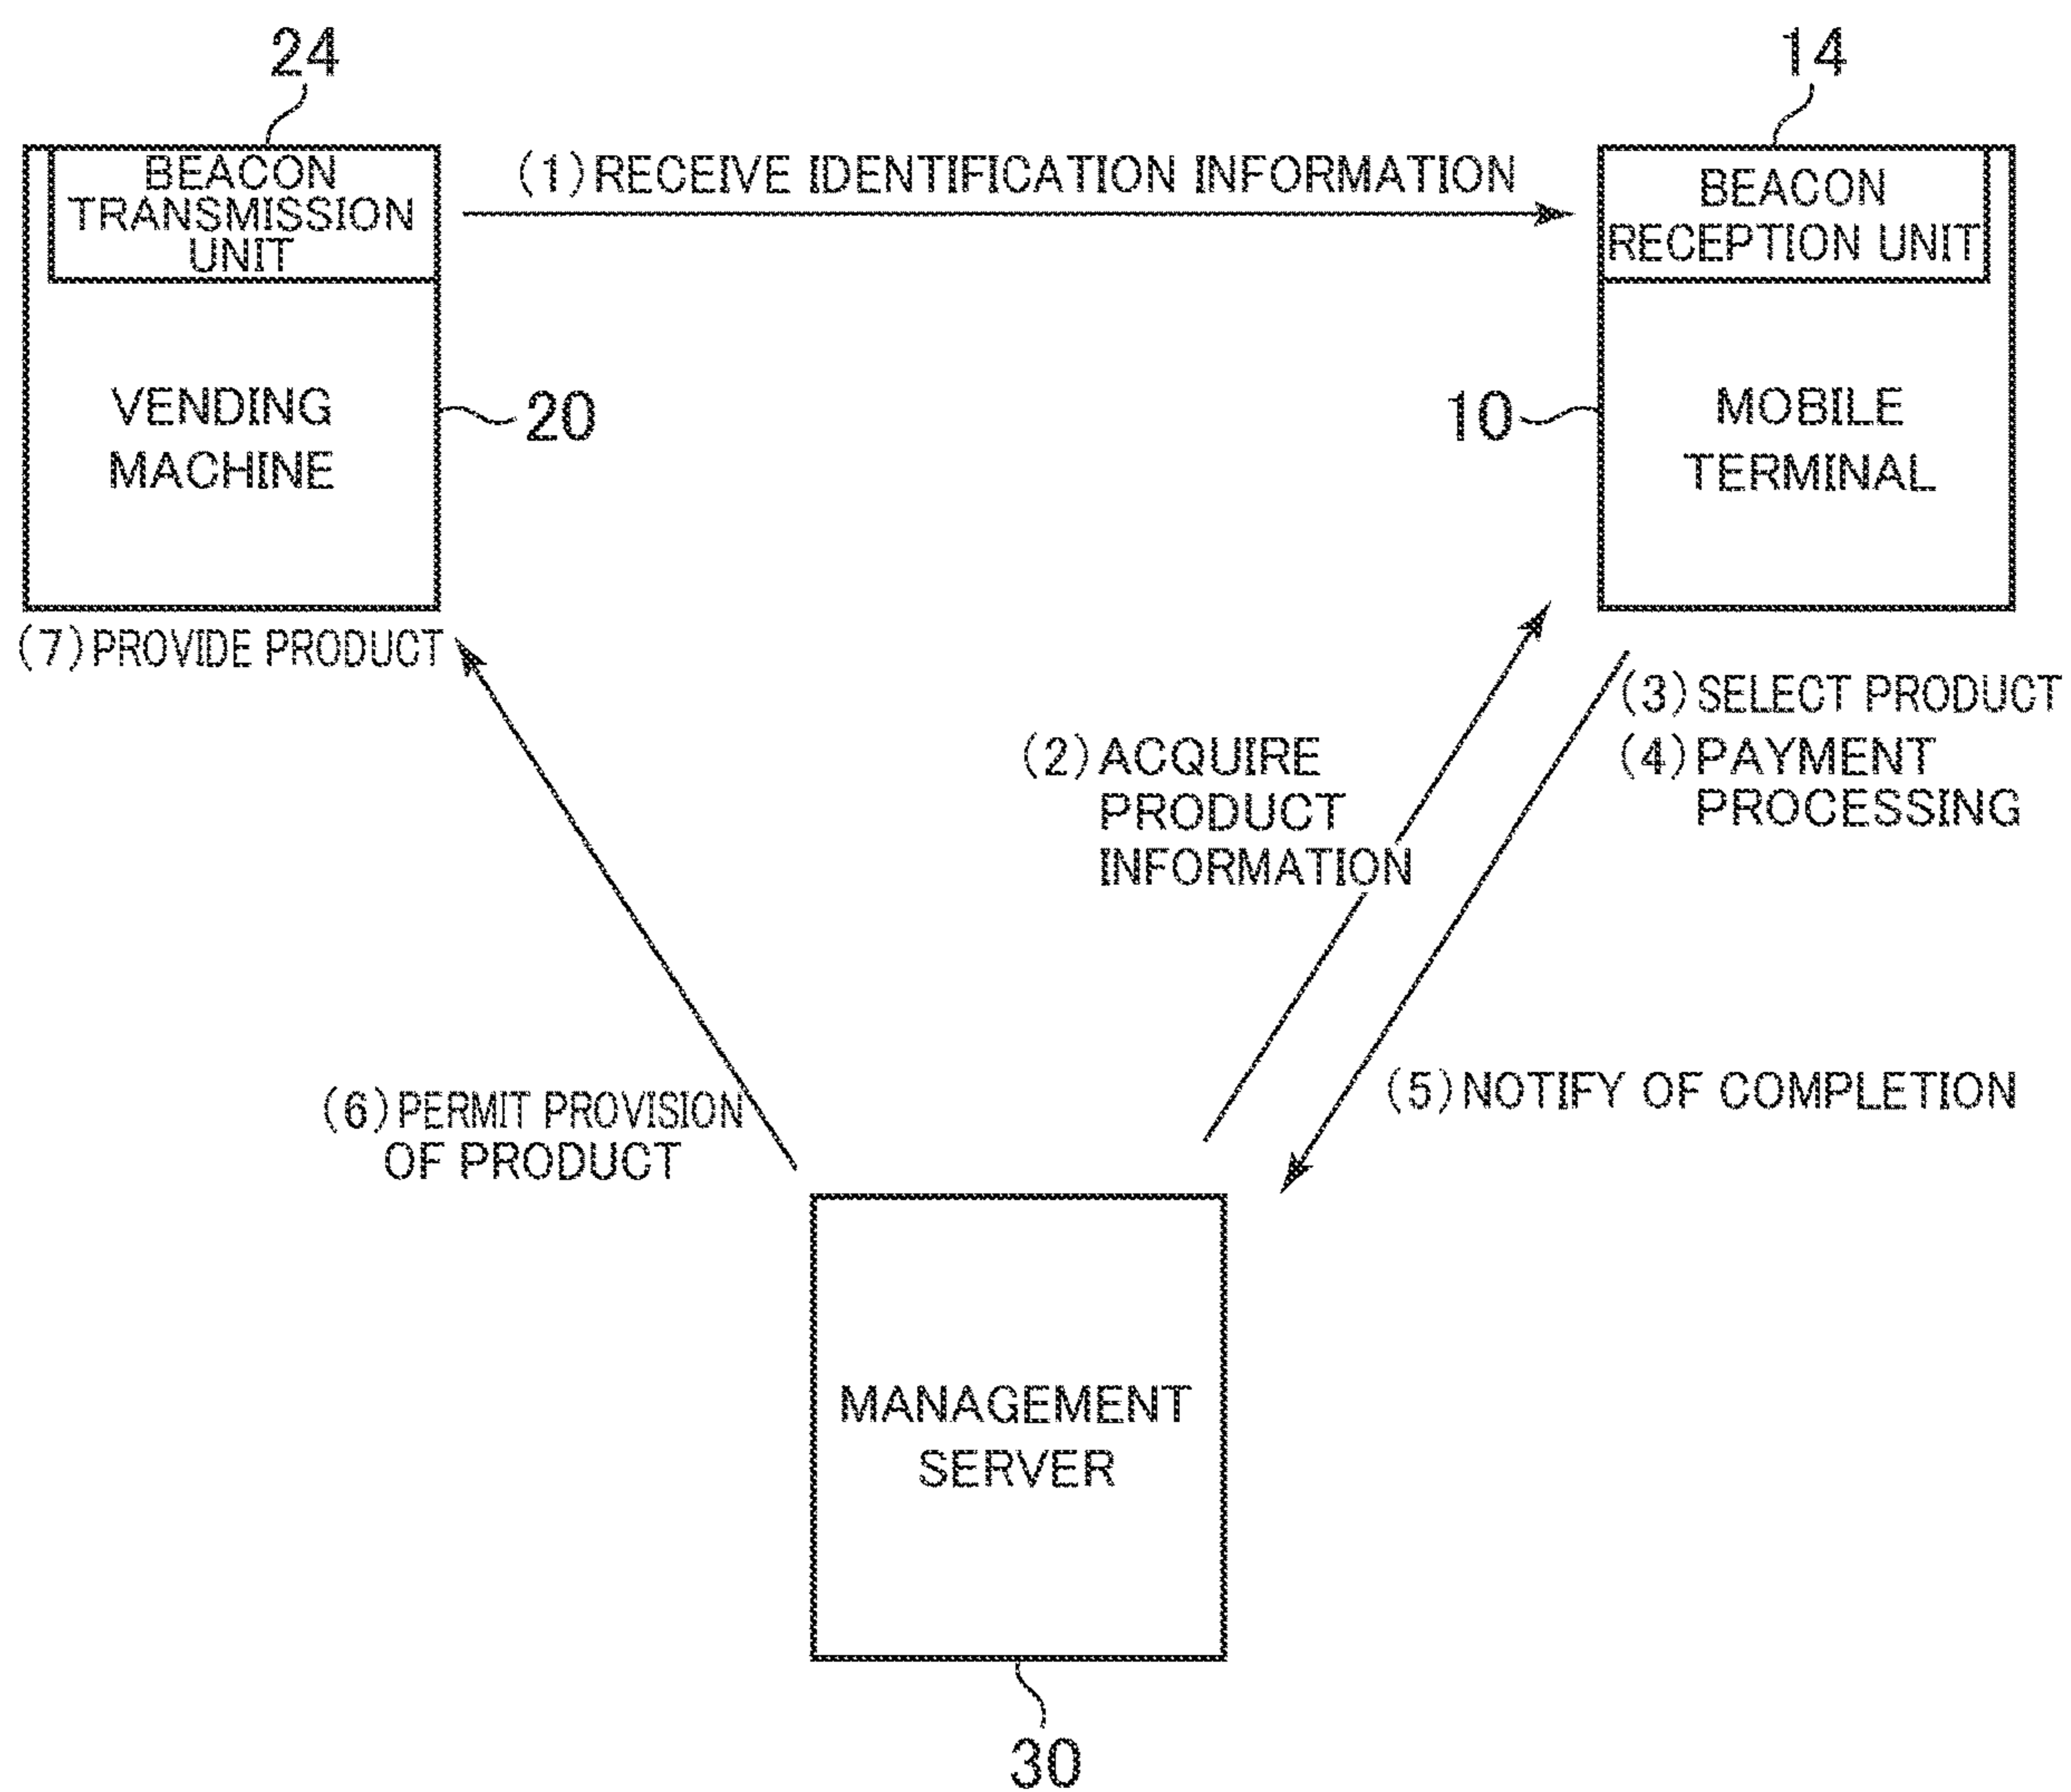 24
14
BEACON
TRANSMISSION
UNIT
(1) RECEIVE IDENTIFICATION INFORMATION
BEACON
RECEPTION UNIT
VENDING
MACHINE
20
10
MOBILE
TERMINAL
(7) PROVIDE PRODUCT
(3) SELECT PRODUCT
(4) PAYMENT
PROCESSING
(2) ACQUIRE
PRODUCT
INFORMATION
(5) NOTIFY OF COMPLETION
(6) PERMIT PROVISION
OF PRODUCT
MANAGEMENT
SERVER
30